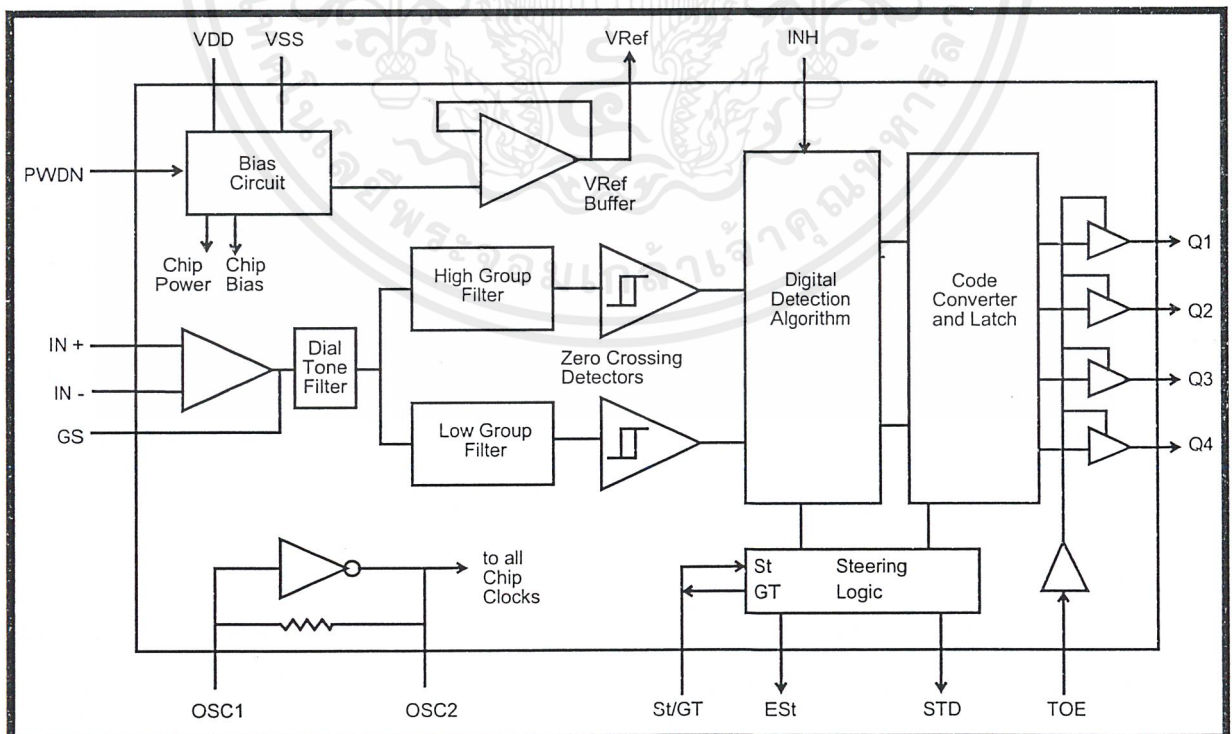 VDD
VSS
VRef
INH
PWDN
Bias
Circuit
VRef
Buffer
Chip
Power
Chip
Bias
High Group
Filter
Digital
Detection
Algorithm
Code
Converter
and Latch
Q1
Q2
Q3
Q4
IN +
IN -
GS
Dial
Tone
Filter
Zero Crossing
Detectors
Low Group
Filter
to all
Chip
Clocks
St
Steering
GT
Logic
OSC1
OSC2
St/GT
ESt
STD
TOE